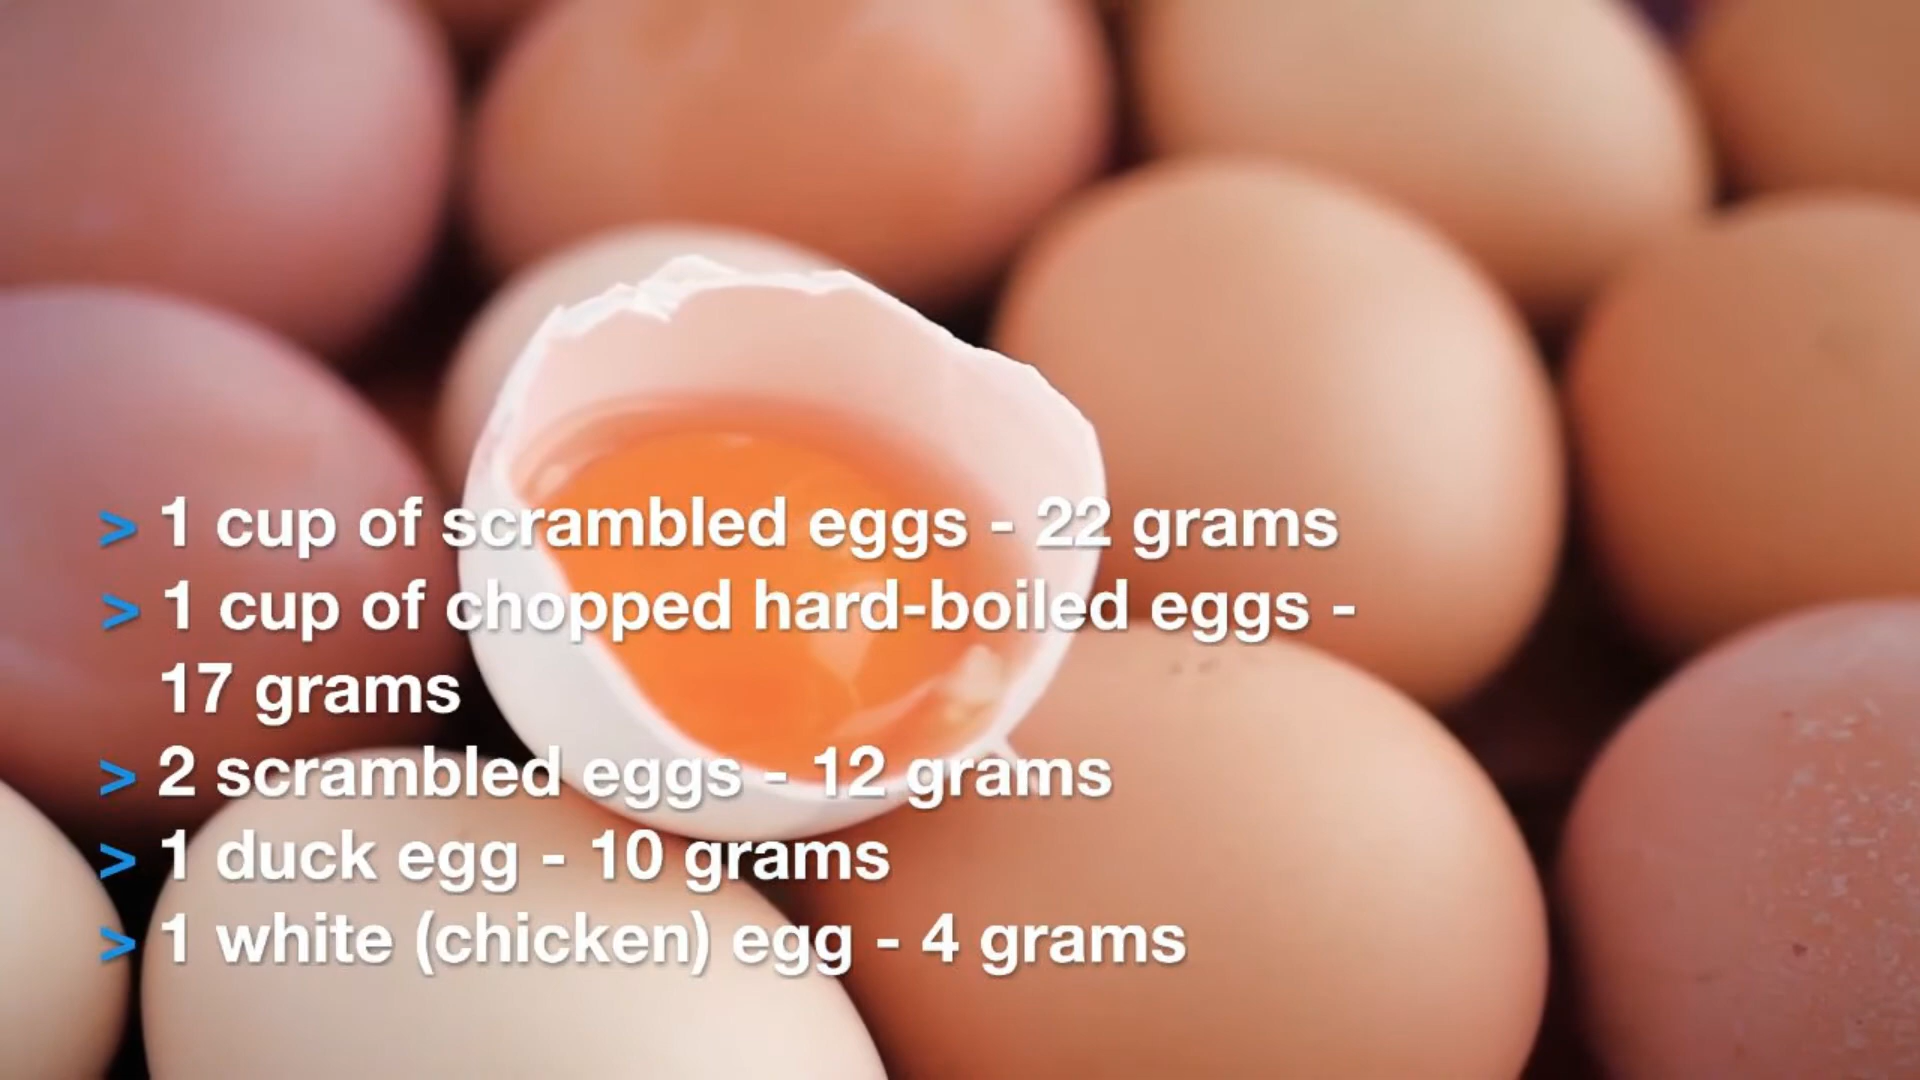 > 1 cup of scrambled eggs - 22 grams
> 1 cup of chopped hard-boiled eggs -
17 grams
> 2 scrambled eggs - 12 grams
> 1 duck egg - 10 grams
> 1 white (chicken) egg - 4 grams